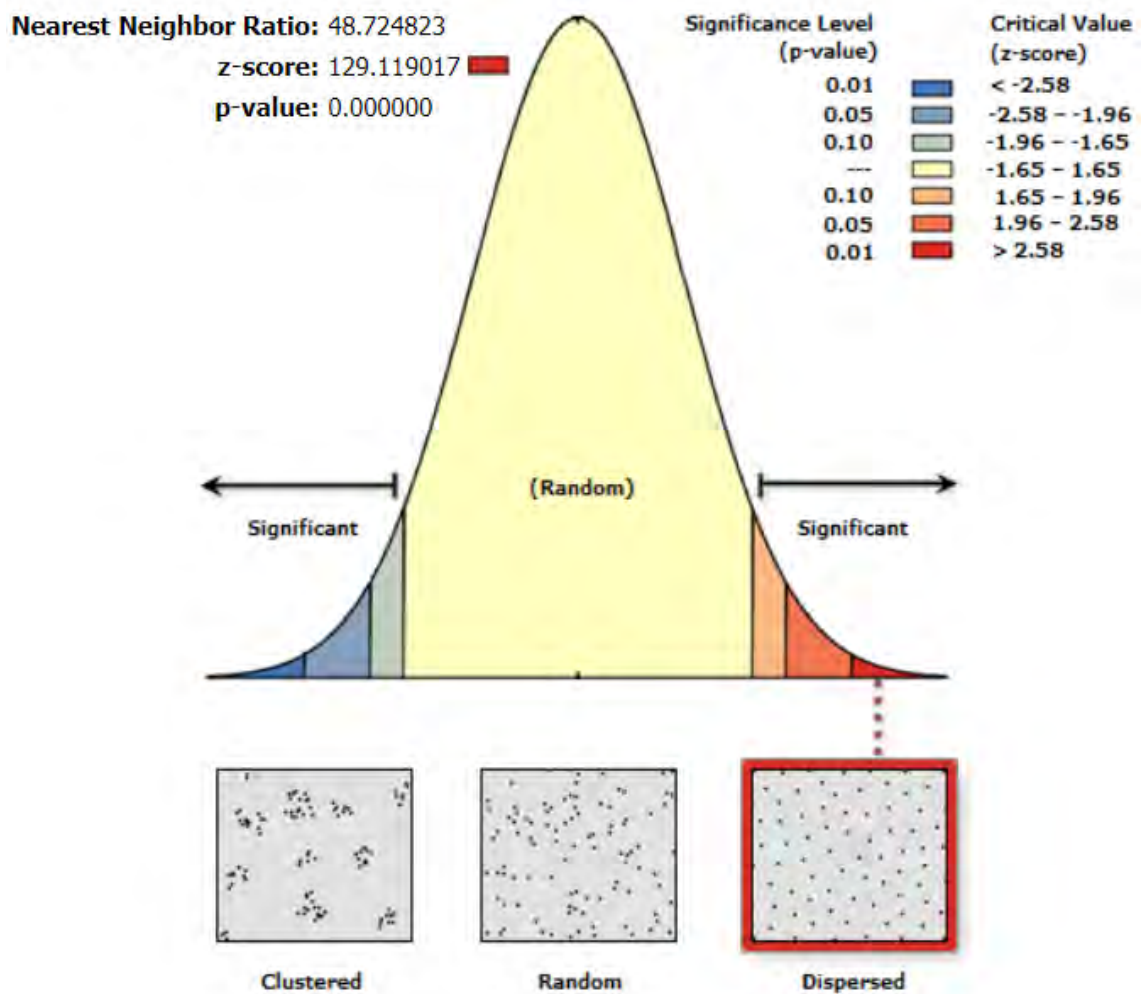 Nearest Neighbor Ratio: 48.724823
z-score: 129.119017
p-value: 0.000000
Significance Level
(p-value)
Critical Value
(z-score)
0.01 < -2.58
0.05 -2.58 – -1.96
0.10 -1.96 – -1.65
--- -1.65 – 1.65
0.10 1.65 – 1.96
0.05 1.96 – 2.58
0.01 > 2.58
(Random)
Significant
Significant
Clustered
Random
Dispersed